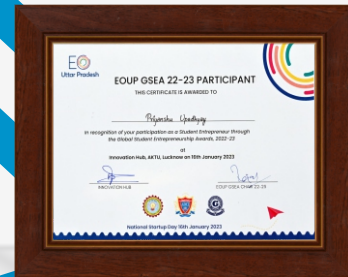 EO
Uttar Pradesh
EOUP GSEA 22-23 PARTICIPANT
THIS CERTIFICATE IS AWARDED TO
Priyanshu Upadhyay
In recognition of your participation as a Student Entrepreneur through
the Global Student Entrepreneurship Awards, 2022-23
at
Innovation Hub, AKTU, Lucknow on 16th January 2023
INNOVATION HUB
EOUP GSEA CHAIR 22-23
National Startup Day 16th January 2023